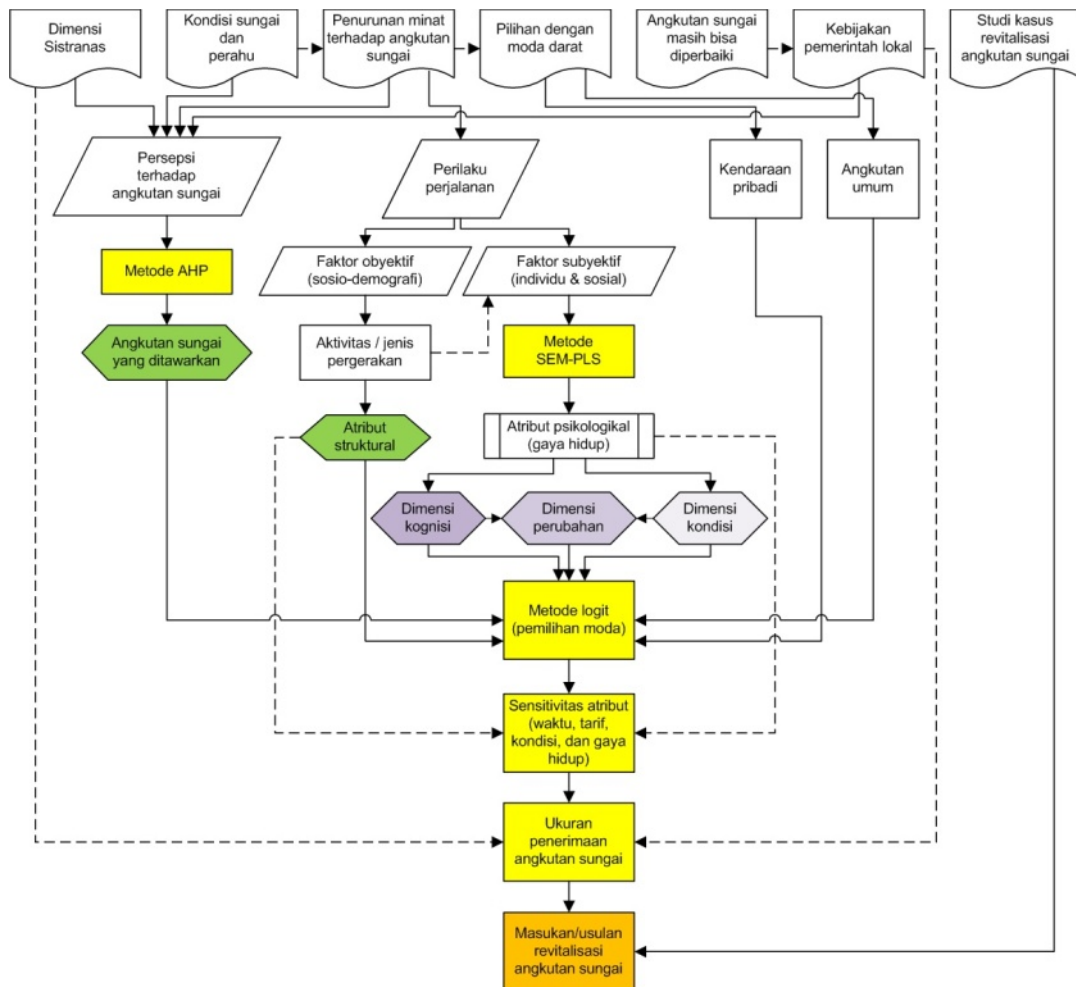 Dimensi
Sistranas
Kondisi sungai
dan
perahu
Penurunan minat
terhadap angkutan
sungai
Pilihan dengan
moda darat
Angkutan sungai
masih bisa
diperbaiki
Kebijakan
pemerintah lokal
Studi kasus
revitalisasi
angkutan sungai
Persepsi
terhadap
angkutan sungai
Perilaku
perjalanan
Kendaraan
pribadi
Angkutan
umum
Metode AHP
Faktor obyektif
(sosio-demografi)
Faktor subyektif
(individu & sosial)
Angkutan sungai
yang ditawarkan
Aktivitas / jenis
pergerakan
Metode
SEM-PLS
Atribut
struktural
Atribut psikologikal
(gaya hidup)
Dimensi
kognisi
Dimensi
perubahan
Dimensi
kondisi
Metode logit
(pemilihan moda)
Sensitivitas atribut
(waktu, tarif,
kondisi, dan gaya
hidup)
Ukuran
penerimaan
angkutan sungai
Masukan/usulan
revitalisasi
angkutan sungai